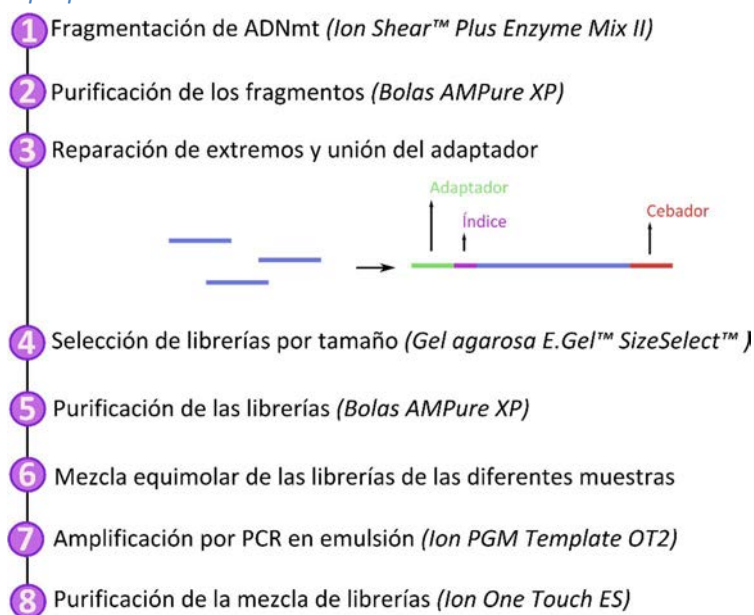 1 Fragmentación de ADNmt (Ion Shear™ Plus Enzyme Mix II)
2 Purificación de los fragmentos (Bolas AMPure XP)
3 Reparación de extremos y unión del adaptador
Adaptador
Índice
Cebador
4 Selección de librerías por tamaño (Gel agarosa E.Gel™ SizeSelect™ )
5 Purificación de las librerías (Bolas AMPure XP)
6 Mezcla equimolar de las librerías de las diferentes muestras
7 Amplificación por PCR en emulsión (Ion PGM Template OT2)
8 Purificación de la mezcla de librerías (Ion One Touch ES)